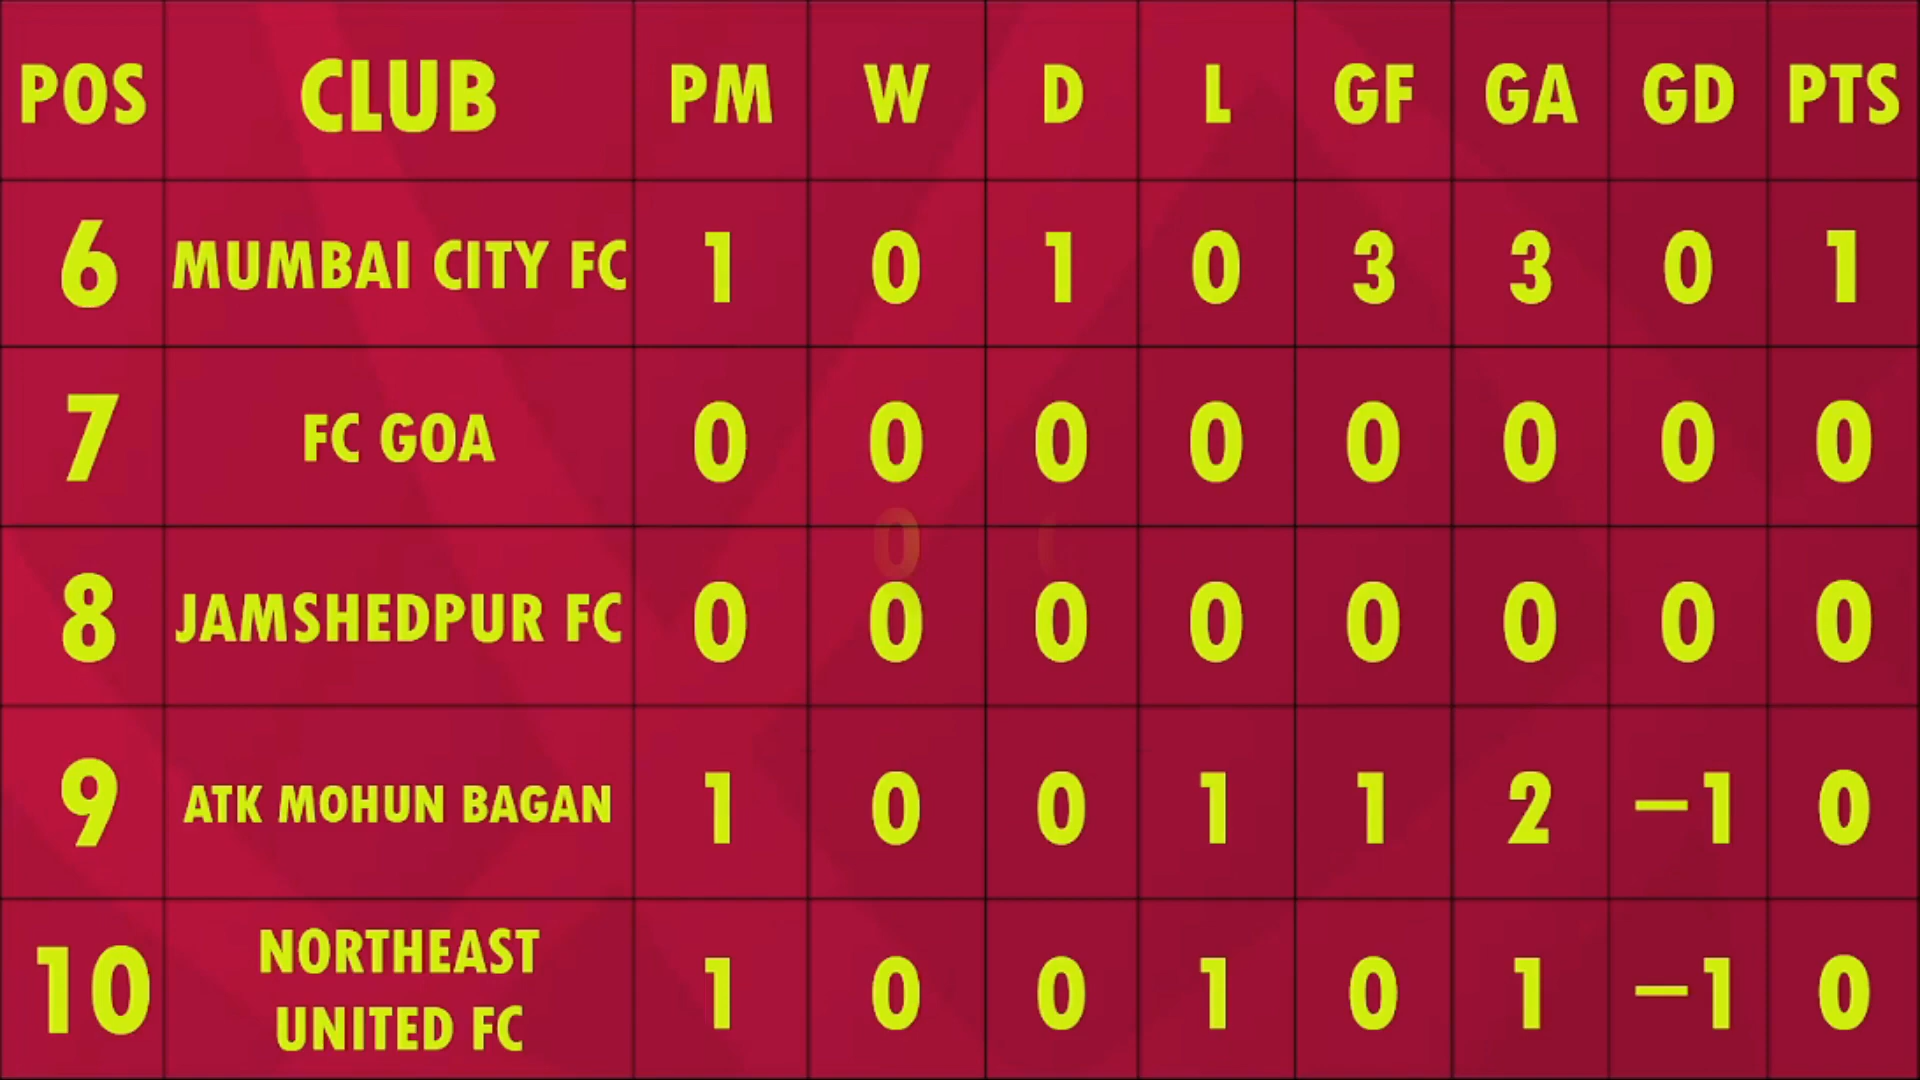 POS CLUB PM W D L GF GA GD PTS
6 MUMBAI CITY FC 1 0 1 0 3 3 0 1
7 FC GOA 0 0 0 0 0 0 0 0
8 JAMSHEDPUR FC 0 0 0 0 0 0 0 0
9 ATK MOHUN BAGAN 1 0 0 1 1 2 –1 0
10 NORTHEAST
UNITED FC 1 0 0 1 0 1 –1 0